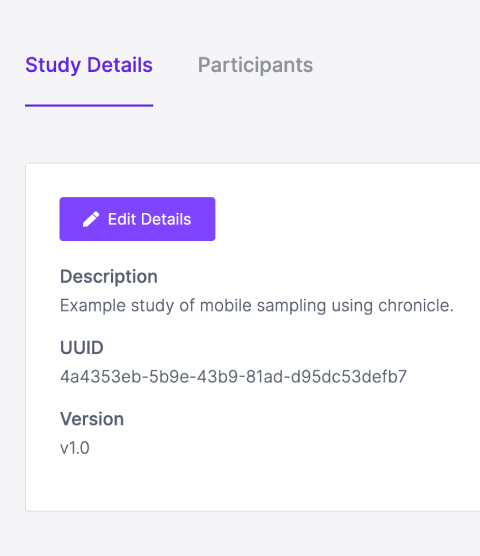 Study Details Participants
Edit Details
Description
Example study of mobile sampling using chronicle.
UUID
4a4353eb-5b9e-43b9-81ad-d95dc53defb7
Version
v1.0